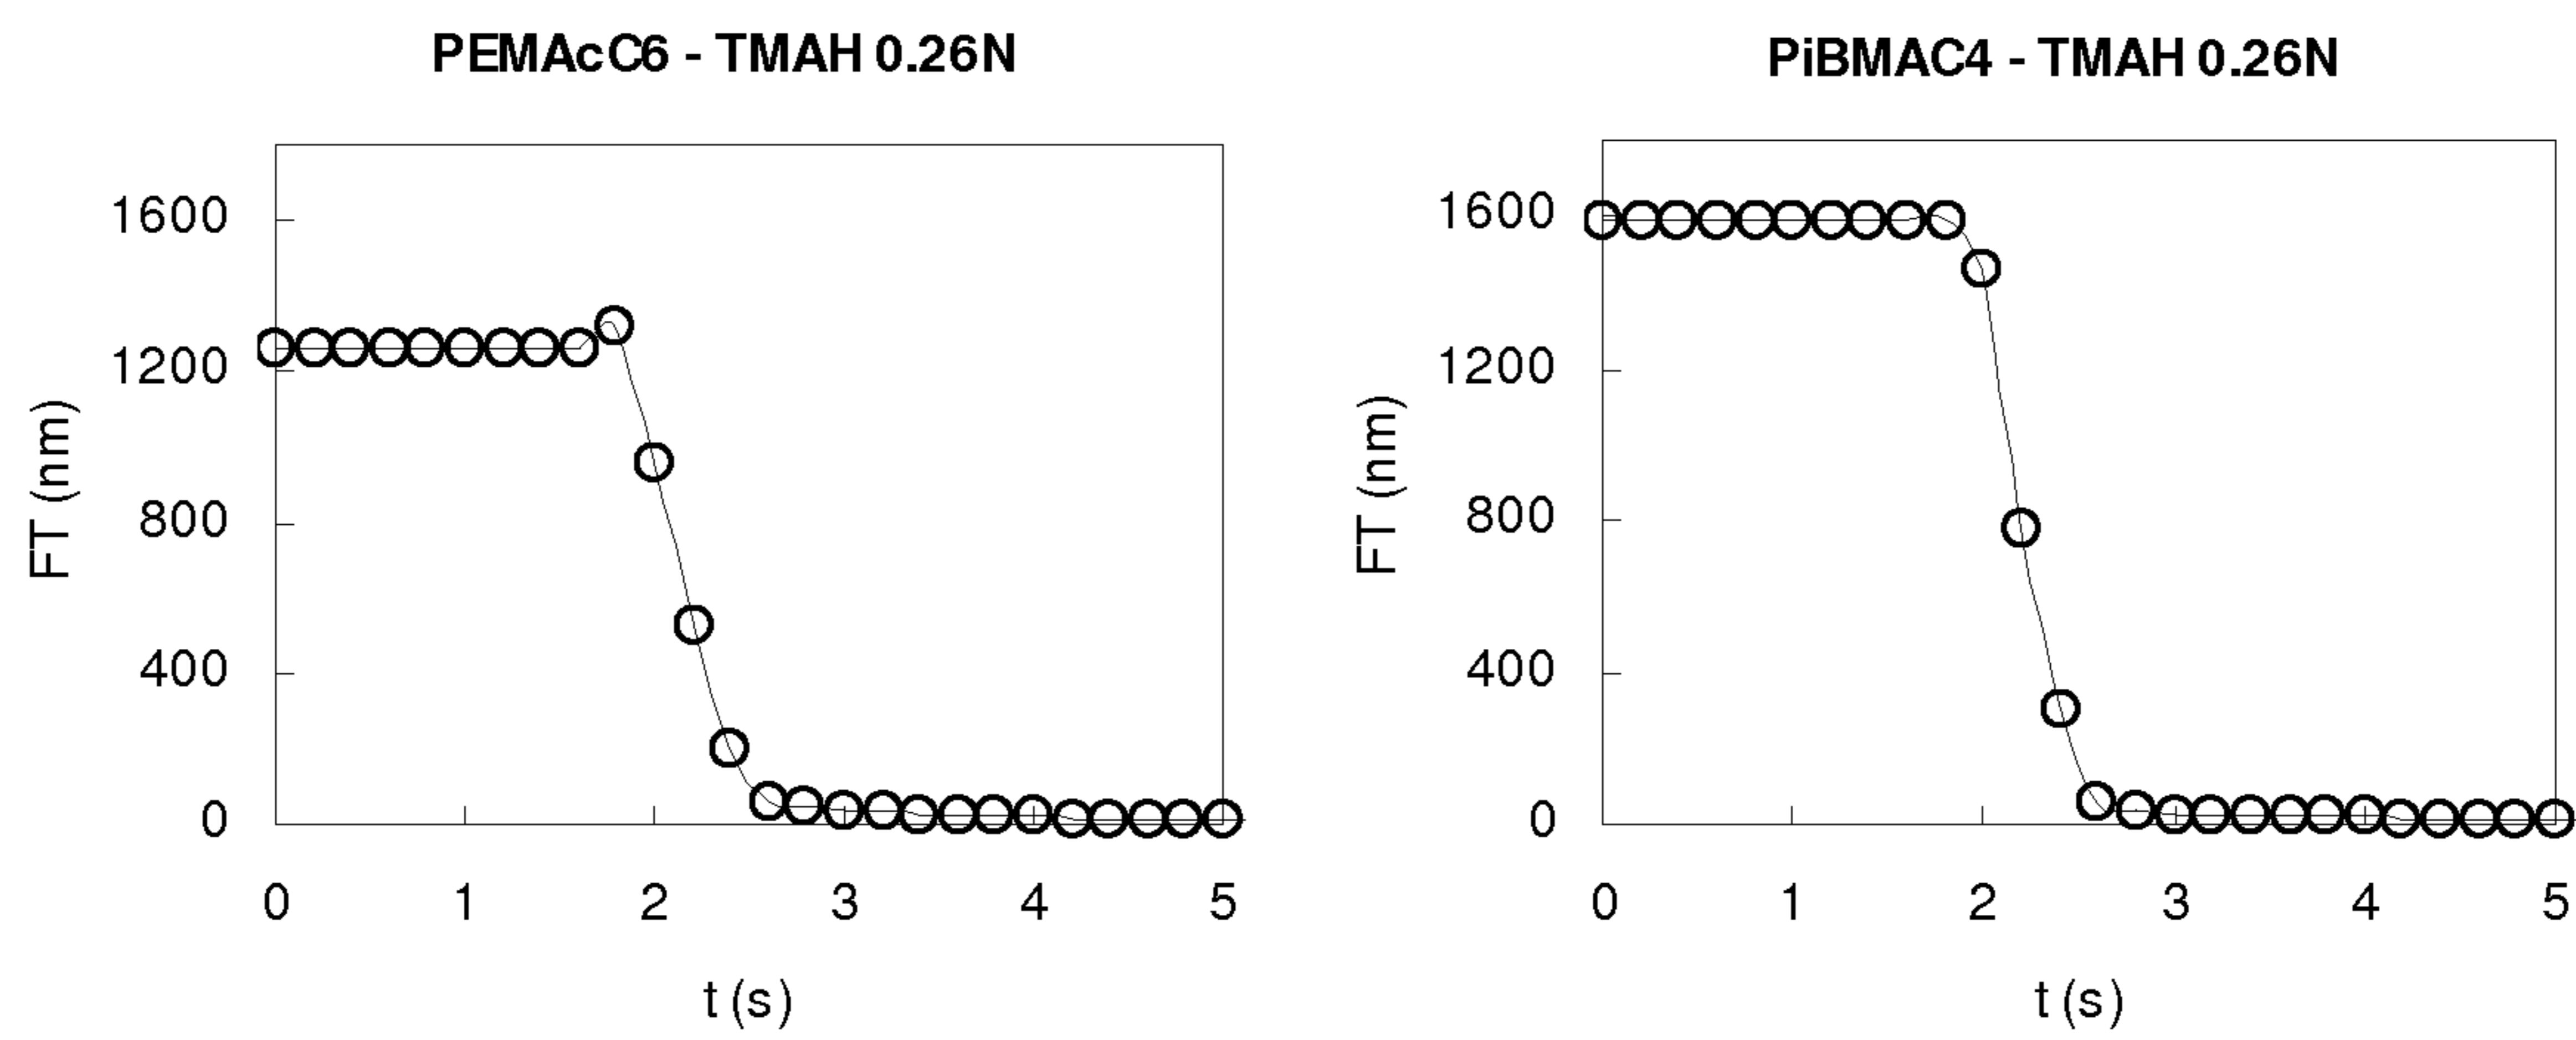 PEMAcC6 - TMAH 0.26N
1600
1200
800
400
0
FT (nm)
0 1 2 3 4 5
t (s)
PiBMAC4 - TMAH 0.26N
1600
1200
800
400
0
FT (nm)
0 1 2 3 4 5
t (s)